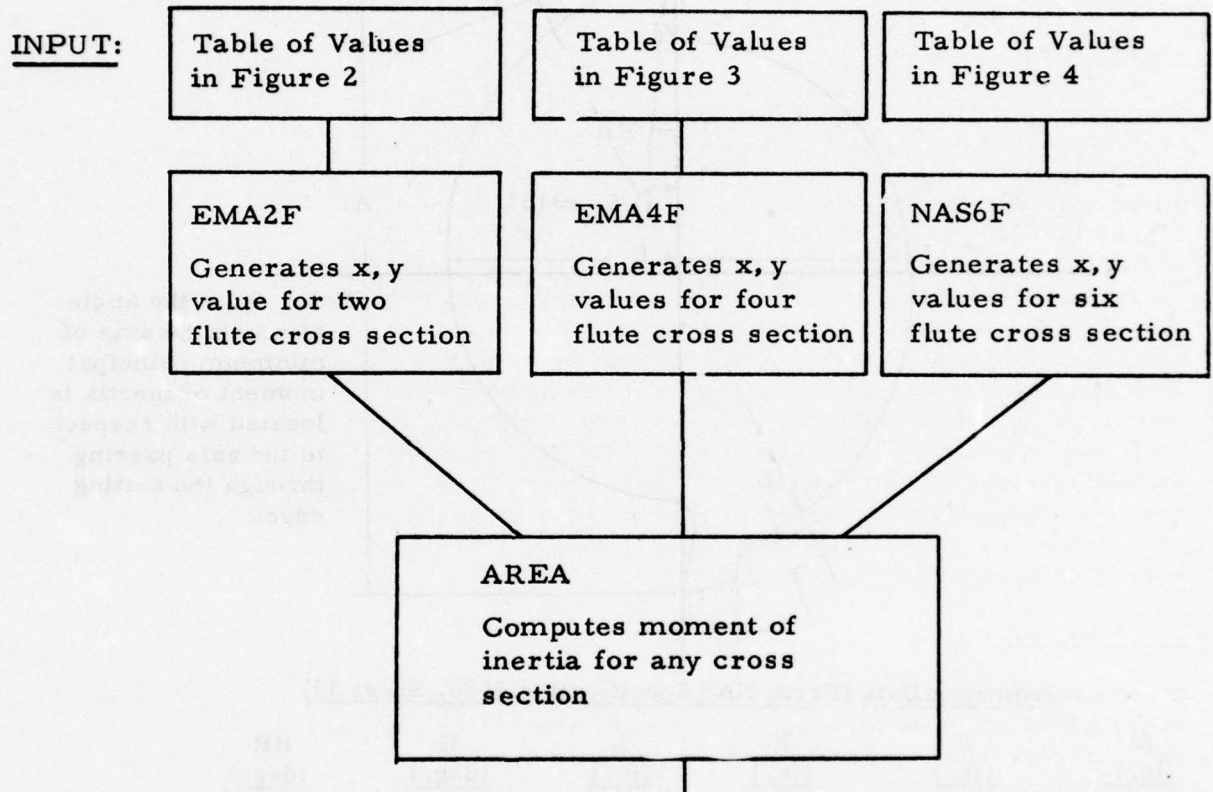 INPUT:
Table of Values
in Figure 2
Table of Values
in Figure 3
Table of Values
in Figure 4
EMA2F
Generates x, y
value for two
flute cross section
EMA4F
Generates x, y
values for four
flute cross section
NAS6F
Generates x, y
values for six
flute cross section
AREA
Computes moment of
inertia for any cross
section